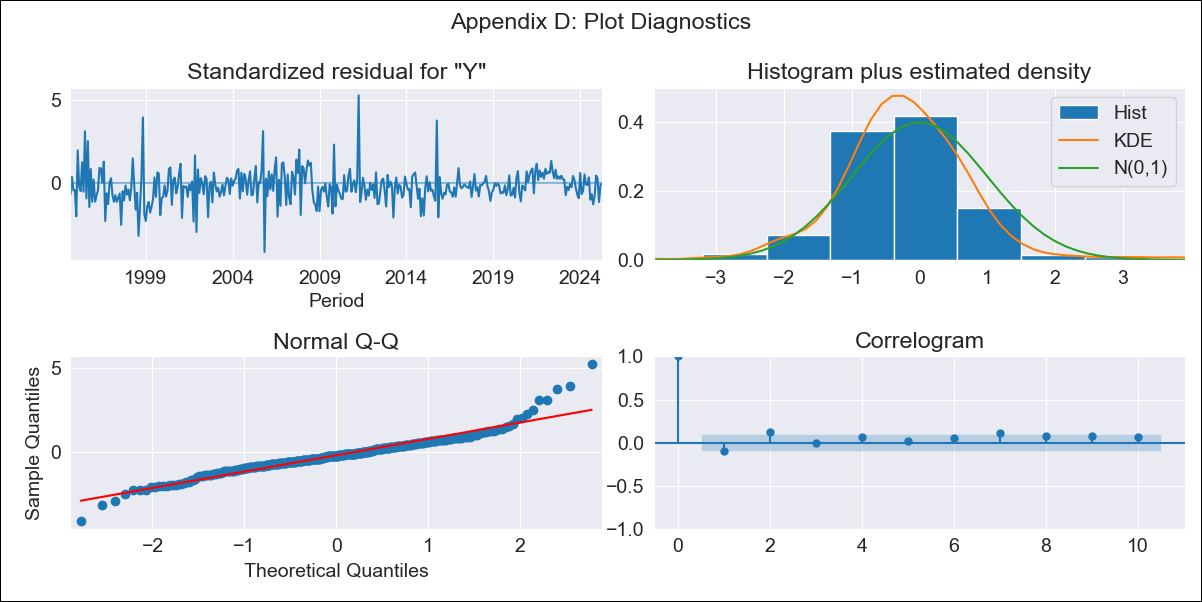 Appendix D: Plot Diagnostics
Standardized residual for "Y"
5
0
1999 2004 2009 2014 2019 2024
Period
Histogram plus estimated density
0.4
0.2
0.0
−3 −2 −1 0 1 2 3
Hist
KDE
N(0,1)
Normal Q-Q
Sample Quantiles
5
0
−2 −1 0 1 2
Theoretical Quantiles
Correlogram
1.0
0.5
0.0
−0.5
−1.0
0 2 4 6 8 10